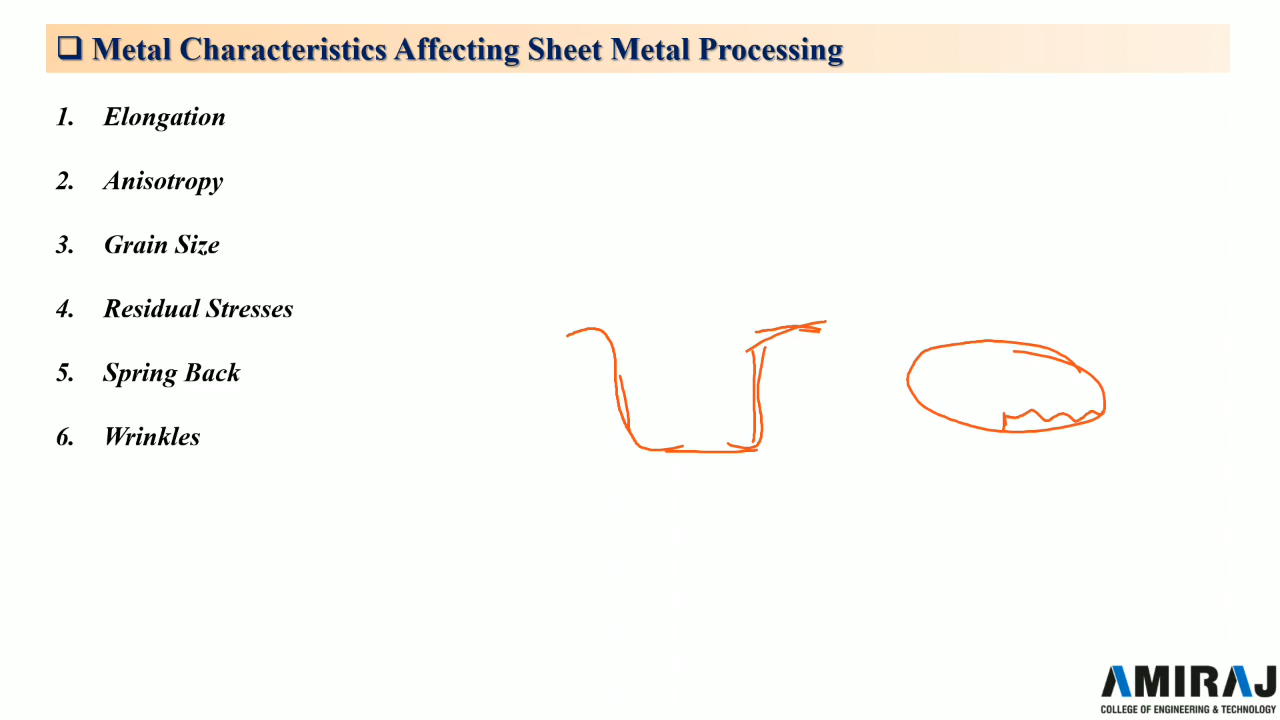 ❑ Metal Characteristics Affecting Sheet Metal Processing
1. Elongation
2. Anisotropy
3. Grain Size
4. Residual Stresses
5. Spring Back
6. Wrinkles
AMIRAJ
COLLEGE OF ENGINEERING & TECHNOLOGY